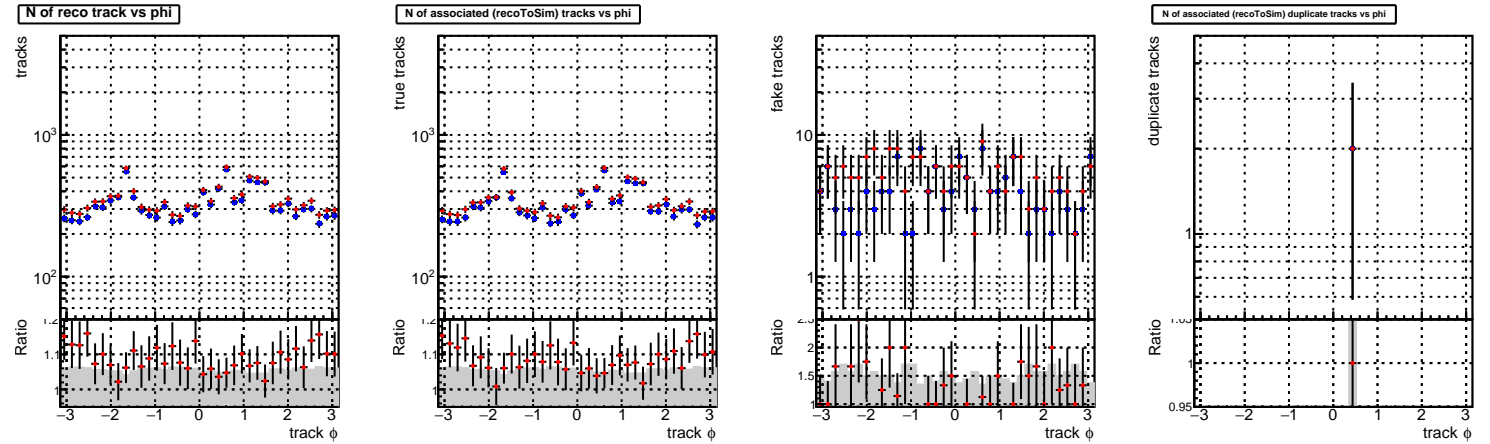 N of reco track vs phi
tracks
10³
10²
Ratio
1.2
1.1
1
−3 −2 −1 0 1 2 3
track ϕ
N of associated (recoToSim) tracks vs phi
true tracks
10³
10²
Ratio
1.2
1.1
1
−3 −2 −1 0 1 2 3
track ϕ
fake tracks
10
1
Ratio
2.5
2
1.5
1
−3 −2 −1 0 1 2 3
track ϕ
N of associated (recoToSim) duplicate tracks vs phi
duplicate tracks
1
Ratio
1.05
1
0.95
−3 −2 −1 0 1 2 3
track ϕ